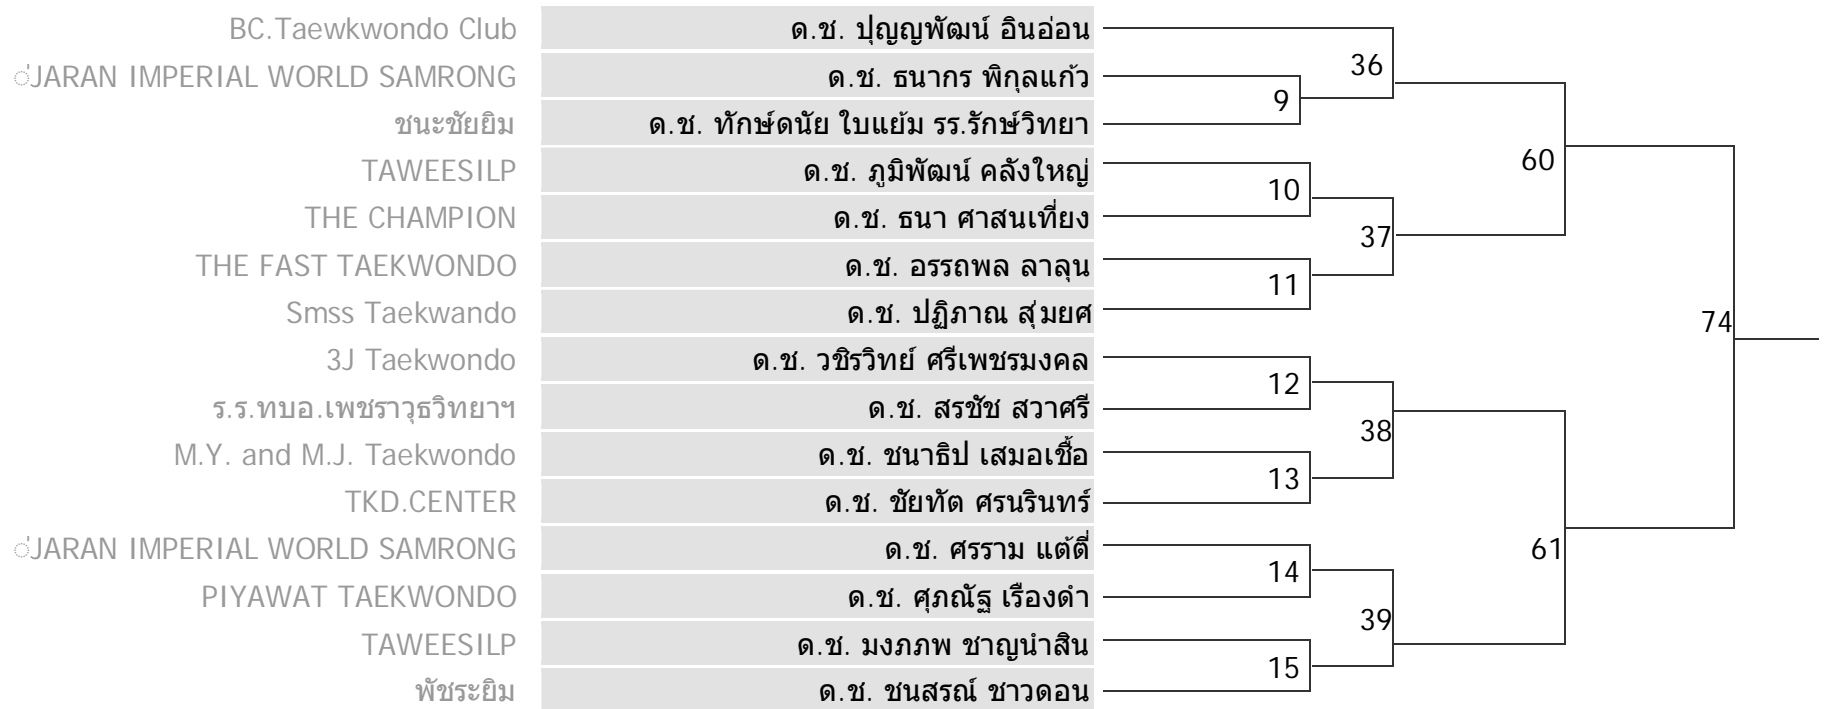 BC.Taewkwondo Club ด.ช. ปุญญพัฒน์ อินอ่อน
่JARAN IMPERIAL WORLD SAMRONG ด.ช. ธนากร พิกุลแก้ว
ชนะชัยยิม ด.ช. ทักษ์ดนัย ใบแย้ม รร.รักษ์วิทยา
TAWEESILP ด.ช. ภูมิพัฒน์ คลังใหญ่
THE CHAMPION ด.ช. ธนา ศาสนเที่ยง
THE FAST TAEKWONDO ด.ช. อรรถพล ลาลุน
Smss Taekwando ด.ช. ปฏิภาณ สุ่มยศ
3J Taekwondo ด.ช. วชิรวิทย์ ศรีเพชรมงคล
ร.ร.ทบอ.เพชราวุธวิทยาฯ ด.ช. สรชัช สวาศรี
M.Y. and M.J. Taekwondo ด.ช. ชนาธิป เสมอเชื้อ
TKD.CENTER ด.ช. ชัยทัต ศรนรินทร์
่JARAN IMPERIAL WORLD SAMRONG ด.ช. ศรราม แต้ตี่
PIYAWAT TAEKWONDO ด.ช. ศุภณัฐ เรืองดำ
TAWEESILP ด.ช. มงภภพ ชาญนำสิน
พัชระยิม ด.ช. ชนสรณ์ ชาวดอน
9
10
11
12
13
14
15
36
37
38
39
60
61
74